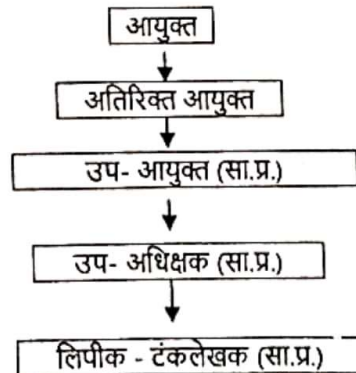 आयुक्त
अतिरिक्त आयुक्त
उप- आयुक्त (सा.प्र.)
उप- अधिक्षक (सा.प्र.)
लिपीक - टंकलेखक (सा.प्र.)